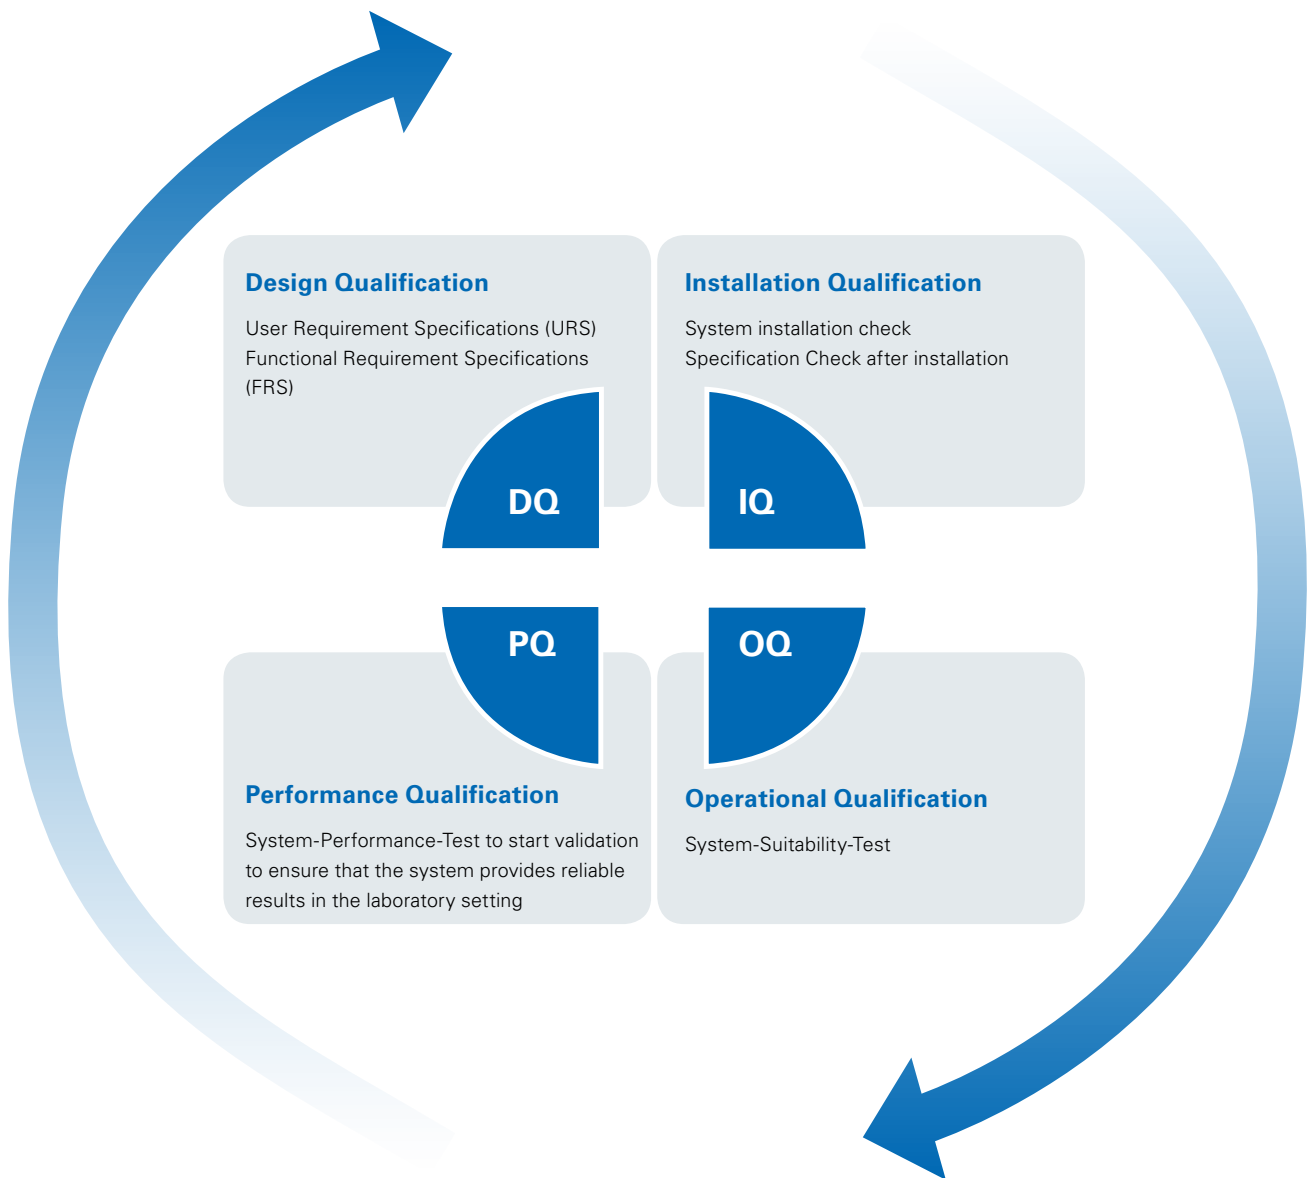 Design Qualification
User Requirement Specifications (URS)
Functional Requirement Specifications
(FRS)
DQ
Installation Qualification
System installation check
Specification Check after installation
IQ
PQ
Performance Qualification
System-Performance-Test to start validation
to ensure that the system provides reliable
results in the laboratory setting
OQ
Operational Qualification
System-Suitability-Test